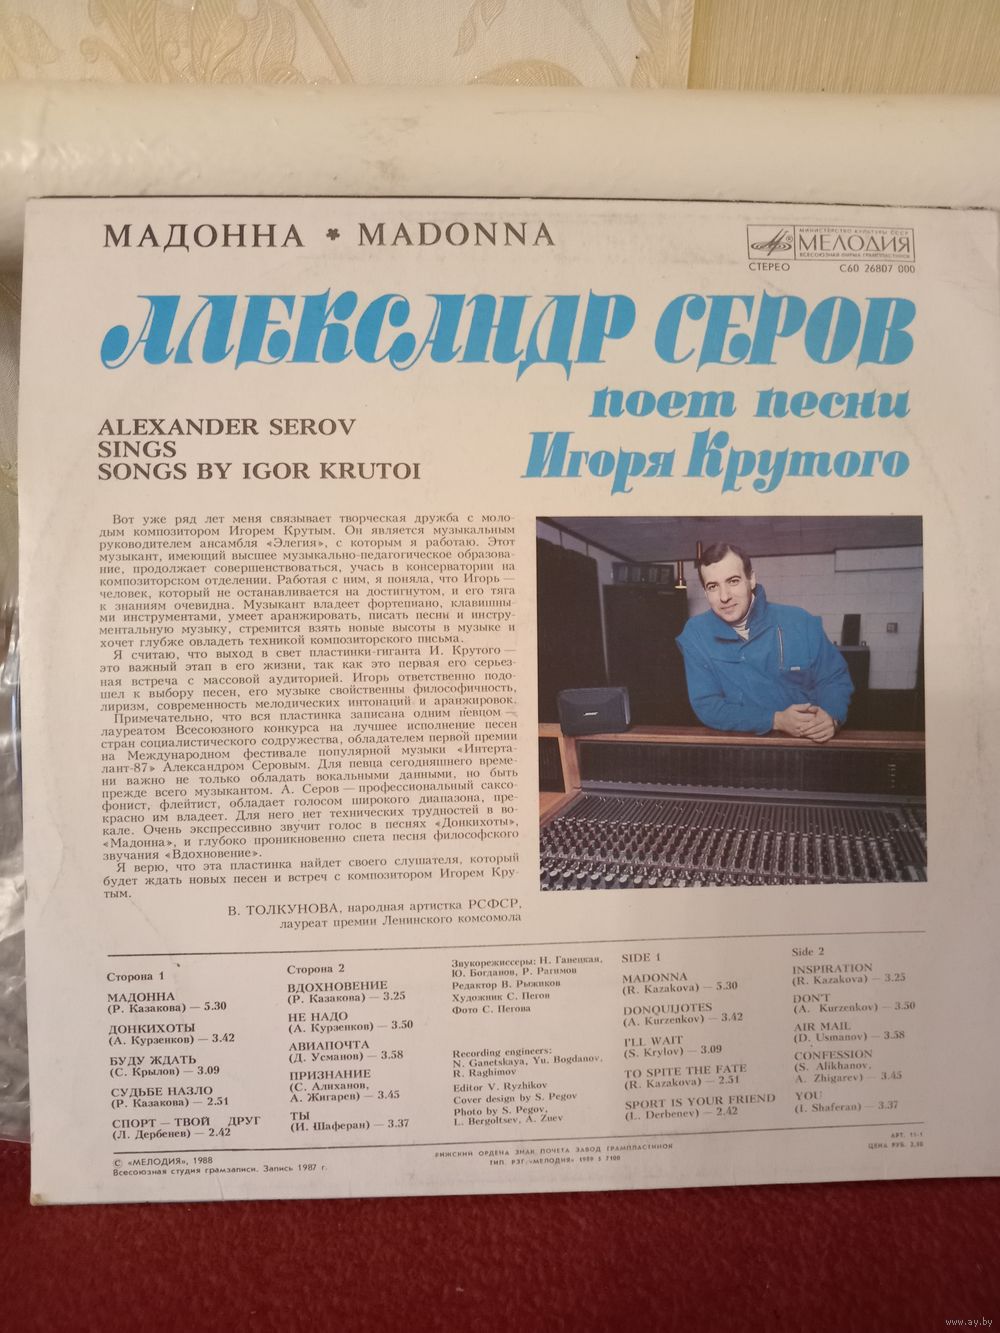 МАДОННА * MADONNA
МИНИСТЕРСТВО КУЛЬТУРЫ СССР
МЕЛОДИЯ
ВСЕСОЮЗНАЯ ФИРМА ГРАМПЛАСТИНОК
СТЕРЕО С60 26807 000
АЛЕКСАНДР СЕРОВ
поет песни
Игоря Крутого
ALEXANDER SEROV
SINGS
SONGS BY IGOR KRUTOI
Вот уже ряд лет меня связывает творческая дружба с моло-
дым композитором Игорем Крутым. Он является музыкальным
руководителем ансамбля «Элегия», с которым я работаю. Этот
музыкант, имеющий высшее музыкально-педагогическое образова-
ние, продолжает совершенствоваться, учась в консерватории на
композиторском отделении. Работая с ним, я поняла, что Игорь —
человек, который не останавливается на достигнутом, и его тяга
к знаниям очевидна. Музыкант владеет фортепиано, клавишны-
ми инструментами, умеет аранжировать, писать песни и инстру-
ментальную музыку, стремится взять новые высоты в музыке и
хочет глубже овладеть техникой композиторского письма.
Я считаю, что выход в свет пластинки-гиганта И. Крутого —
это важный этап в его жизни, так как это первая его серьез-
ная встреча с массовой аудиторией. Игорь ответственно подо-
шел к выбору песен, его музыке свойственны философичность,
лиризм, современность мелодических интонаций и аранжировок.
Примечательно, что вся пластинка записана одним певцом —
лауреатом Всесоюзного конкурса на лучшее исполнение песен
стран социалистического содружества, обладателем первой премии
на Международном фестивале популярной музыки «Интерта-
лант-87» Александром Серовым. Для певца сегодняшнего време-
ни важно не только обладать вокальными данными, но быть
прежде всего музыкантом. А. Серов — профессиональный саксо-
фонист, флейтист, обладает голосом широкого диапазона, пре-
красно им владеет. Для него нет технических трудностей в во-
кале. Очень экспрессивно звучит голос в песнях «Донкихоты»,
«Мадонна», и глубоко проникновенно спета песня философского
звучания «Вдохновение».
Я верю, что эта пластинка найдет своего слушателя, который
будет ждать новых песен и встреч с композитором Игорем Кру-
тым.
В. ТОЛКУНОВА, народная артистка РСФСР,
лауреат премии Ленинского комсомола
BOSE
Сторона 1
МАДОННА
(Р. Казакова) — 5.30
ДОНКИХОТЫ
(А. Курзенков) — 3.42
БУДУ ЖДАТЬ
(С. Крылов) — 3.09
СУДЬБЕ НАЗЛО
(Р. Казакова) — 2.51
СПОРТ — ТВОЙ ДРУГ
(Л. Дербенев) — 2.42
Сторона 2
ВДОХНОВЕНИЕ
(Р. Казакова) — 3.25
НЕ НАДО
(А. Курзенков) — 3.50
АВИАПОЧТА
(Д. Усманов) — 3.58
ПРИЗНАНИЕ
(С. Алиханов,
А. Жигарев) — 3.45
ТЫ
(И. Шаферан) — 3.37
Звукорежиссеры: Н. Ганецкая,
Ю. Богданов, Р. Рагимов
Редактор В. Рыжиков
Художник С. Пегов
Фото С. Пегова
Recording engineers:
N. Ganetskaya, Yu. Bogdanov,
R. Raghimov
Editor V. Ryzhikov
Cover design by S. Pegov
Photo by S. Pegov,
L. Bergoltsev, A. Zuev
SIDE 1
MADONNA
(R. Kazakova) — 5.30
DONQUIJOTES
(A. Kurzenkov) — 3.42
I'LL WAIT
(S. Krylov) — 3.09
TO SPITE THE FATE
(R. Kazakova) — 2.51
SPORT IS YOUR FRIEND
(L. Derbenev) — 2.42
Side 2
INSPIRATION
(R. Kazakova) — 3.25
DON'T
(A. Kurzenkov) — 3.50
AIR MAIL
(D. Usmanov) — 3.58
CONFESSION
(S. Alikhanov,
A. Zhigarev) — 3.45
YOU
(I. Shaferan) — 3.37
© «МЕЛОДИЯ», 1988
Всесоюзная студия грамзаписи. Запись 1987 г.
РИЖСКИЙ ОРДЕНА ЗНАК ПОЧЕТА ЗАВОД ГРАМПЛАСТИНОК
ТИП. РЗГ «МЕЛОДИЯ» 1989 З 7100
АРТ. 11-1
ЦЕНА РУБ. 2,50
www.ay.by